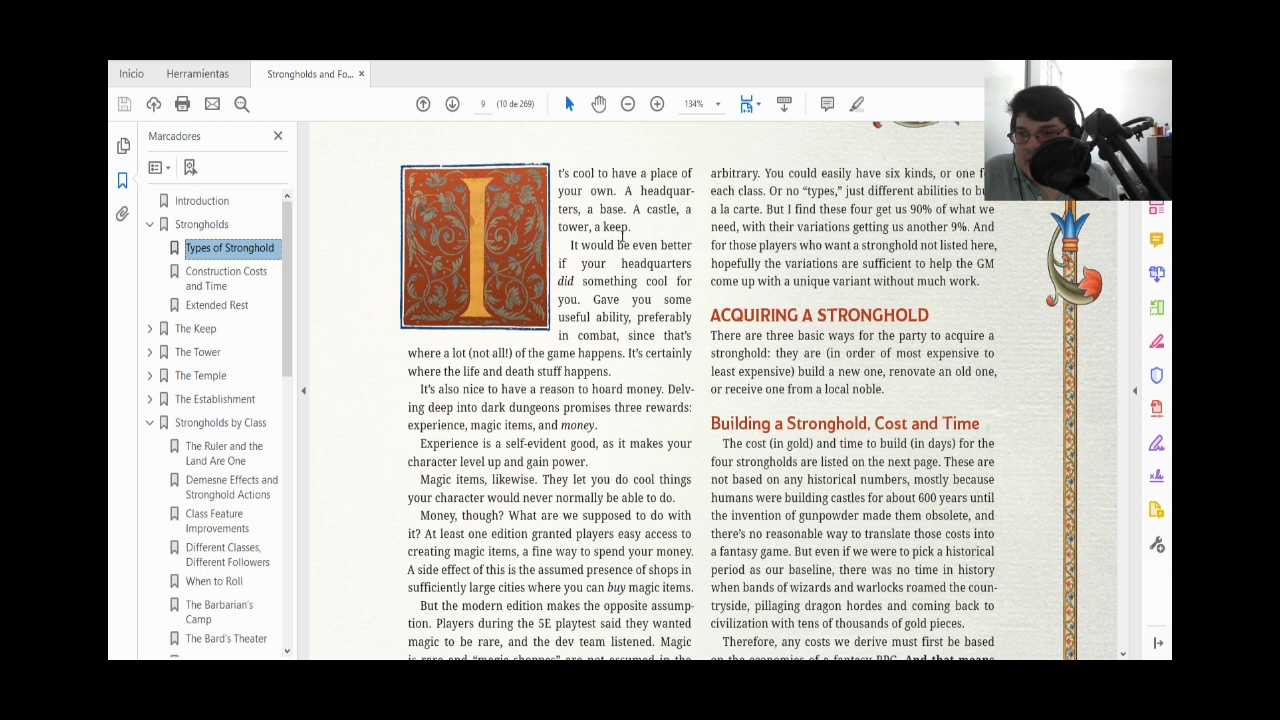 Inicio Herramientas Strongholds and Fo... ×
9 (10 de 269) 134%
Marcadores
Introduction
Strongholds
Types of Stronghold
Construction Costs
and Time
Extended Rest
The Keep
The Tower
The Temple
The Establishment
Strongholds by Class
The Ruler and the
Land Are One
Demesne Effects and
Stronghold Actions
Class Feature
Improvements
Different Classes,
Different Followers
When to Roll
The Barbarian's
Camp
The Bard's Theater
I
t's cool to have a place of
your own. A headquar-
ters, a base. A castle, a
tower, a keep.
It would be even better
if your headquarters
did something cool for
you. Gave you some
useful ability, preferably
in combat, since that's
where a lot (not all!) of the game happens. It's certainly
where the life and death stuff happens.
It's also nice to have a reason to hoard money. Delv-
ing deep into dark dungeons promises three rewards:
experience, magic items, and money.
Experience is a self-evident good, as it makes your
character level up and gain power.
Magic items, likewise. They let you do cool things
your character would never normally be able to do.
Money, though? What are we supposed to do with
it? At least one edition granted players easy access to
creating magic items, a fine way to spend your money.
A side effect of this is the assumed presence of shops in
sufficiently large cities where you can buy magic items.
But the modern edition makes the opposite assump-
tion. Players during the 5E playtest said they wanted
magic to be rare, and the dev team listened. Magic
is rare and "magic shoppes" are not assumed in the
arbitrary. You could easily have six kinds, or one
each class. Or no "types," just different abilities to
a la carte. But I find these four get us 90% of what we
need, with their variations getting us another 9%. And
for those players who want a stronghold not listed here,
hopefully the variations are sufficient to help the GM
come up with a unique variant without much work.
ACQUIRING A STRONGHOLD
There are three basic ways for the party to acquire a
stronghold: they are (in order of most expensive to
least expensive) build a new one, renovate an old one,
or receive one from a local noble.
Building a Stronghold, Cost and Time
The cost (in gold) and time to build (in days) for the
four strongholds are listed on the next page. These are
not based on any historical numbers, mostly because
humans were building castles for about 600 years until
the invention of gunpowder made them obsolete, and
there's no reasonable way to translate those costs into
a fantasy game. But even if we were to pick a historical
period as our baseline, there was no time in history
when bands of wizards and warlocks roamed the coun-
tryside, pillaging dragon hordes and coming back to
civilization with tens of thousands of gold pieces.
Therefore, any costs we derive must first be based
on the economics of a fantasy RPG. And that means